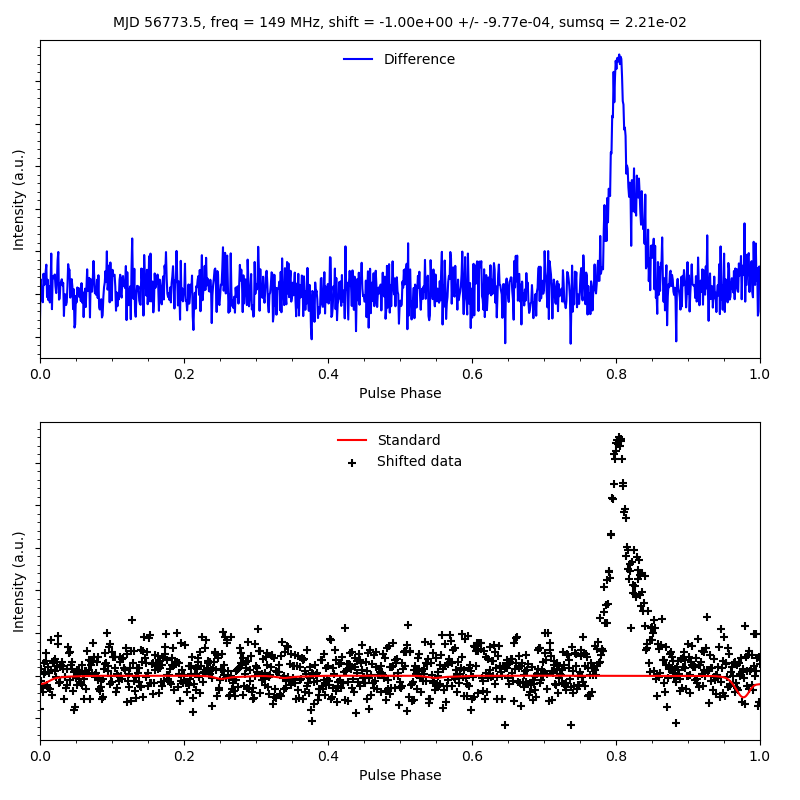 MJD 56773.5, freq = 149 MHz, shift = -1.00e+00 +/- -9.77e-04, sumsq = 2.21e-02
Difference
Intensity (a.u.)
0.0 0.2 0.4 0.6 0.8 1.0
Pulse Phase
Standard
Shifted data
Intensity (a.u.)
0.0 0.2 0.4 0.6 0.8 1.0
Pulse Phase